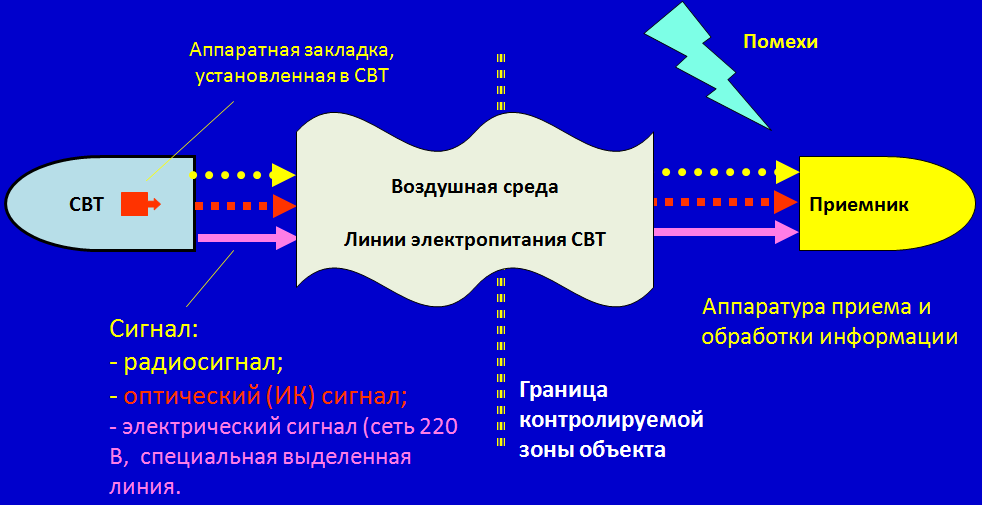 Аппаратная закладка,
установленная в СВТ
Помехи
СВТ
Воздушная среда
Линии электропитания СВТ
Приемник
Сигнал:
- радиосигнал;
- оптический (ИК) сигнал;
- электрический сигнал (сеть 220
В,  специальная выделенная
линия.
Аппаратура приема и
обработки информации
Граница
контролируемой
зоны объекта